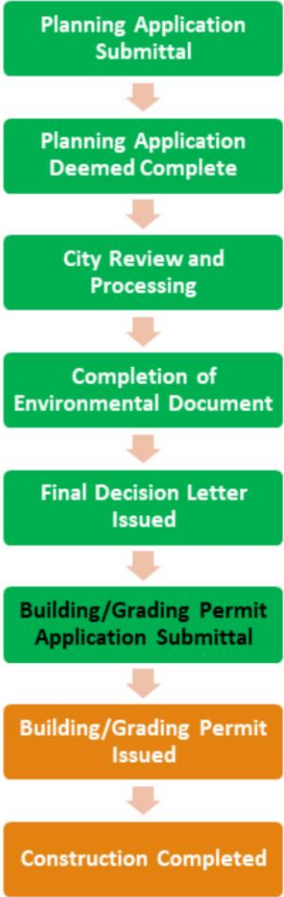 Planning Application
Submittal
Planning Application
Deemed Complete
City Review and
Processing
Completion of
Environmental Document
Final Decision Letter
Issued
Building/Grading Permit
Application Submittal
Building/Grading Permit
Issued
Construction Completed